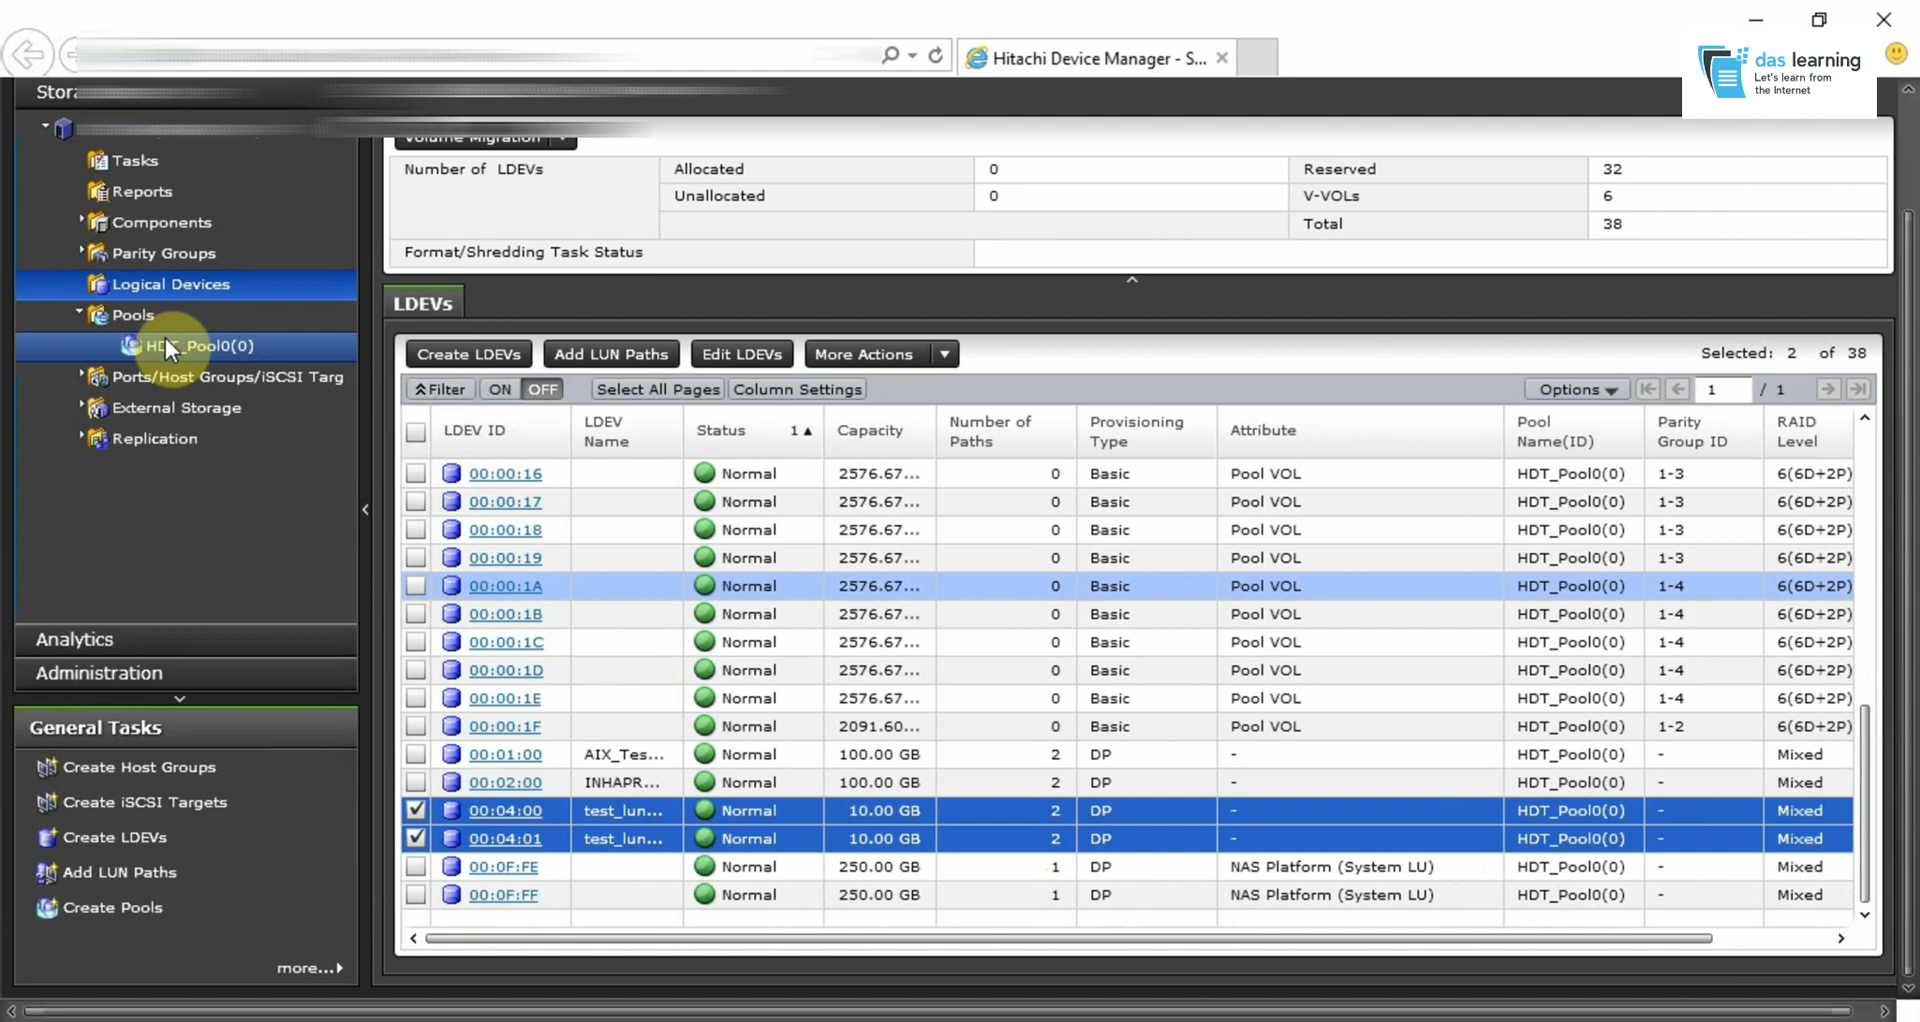 Hitachi Device Manager - S...
das learning
Let's learn from
the Internet
Stora
Tasks
Reports
Components
Parity Groups
Logical Devices
Pools
HDT_Pool0(0)
Ports/Host Groups/iSCSI Targ
External Storage
Replication
Analytics
Administration
General Tasks
Create Host Groups
Create iSCSI Targets
Create LDEVs
Add LUN Paths
Create Pools
more...
Volume Migration
Number of LDEVs Allocated 0 Reserved 32
Unallocated 0 V-VOLs 6
Total 38
Format/Shredding Task Status
LDEVs
Create LDEVs Add LUN Paths Edit LDEVs More Actions Selected: 2 of 38
Filter ON OFF Select All Pages Column Settings Options 1 / 1
LDEV ID LDEV Name Status 1▲ Capacity Number of Paths Provisioning Type Attribute Pool Name(ID) Parity Group ID RAID Level
00:00:16 Normal 2576.67... 0 Basic Pool VOL HDT_Pool0(0) 1-3 6(6D+2P)
00:00:17 Normal 2576.67... 0 Basic Pool VOL HDT_Pool0(0) 1-3 6(6D+2P)
00:00:18 Normal 2576.67... 0 Basic Pool VOL HDT_Pool0(0) 1-3 6(6D+2P)
00:00:19 Normal 2576.67... 0 Basic Pool VOL HDT_Pool0(0) 1-3 6(6D+2P)
00:00:1A Normal 2576.67... 0 Basic Pool VOL HDT_Pool0(0) 1-4 6(6D+2P)
00:00:1B Normal 2576.67... 0 Basic Pool VOL HDT_Pool0(0) 1-4 6(6D+2P)
00:00:1C Normal 2576.67... 0 Basic Pool VOL HDT_Pool0(0) 1-4 6(6D+2P)
00:00:1D Normal 2576.67... 0 Basic Pool VOL HDT_Pool0(0) 1-4 6(6D+2P)
00:00:1E Normal 2576.67... 0 Basic Pool VOL HDT_Pool0(0) 1-4 6(6D+2P)
00:00:1F Normal 2091.60... 0 Basic Pool VOL HDT_Pool0(0) 1-2 6(6D+2P)
00:01:00 AIX_Tes... Normal 100.00 GB 2 DP - HDT_Pool0(0) - Mixed
00:02:00 INHAPR... Normal 100.00 GB 2 DP - HDT_Pool0(0) - Mixed
00:04:00 test_lun... Normal 10.00 GB 2 DP - HDT_Pool0(0) - Mixed
00:04:01 test_lun... Normal 10.00 GB 2 DP - HDT_Pool0(0) - Mixed
00:0F:FE Normal 250.00 GB 1 DP NAS Platform (System LU) HDT_Pool0(0) - Mixed
00:0F:FF Normal 250.00 GB 1 DP NAS Platform (System LU) HDT_Pool0(0) - Mixed